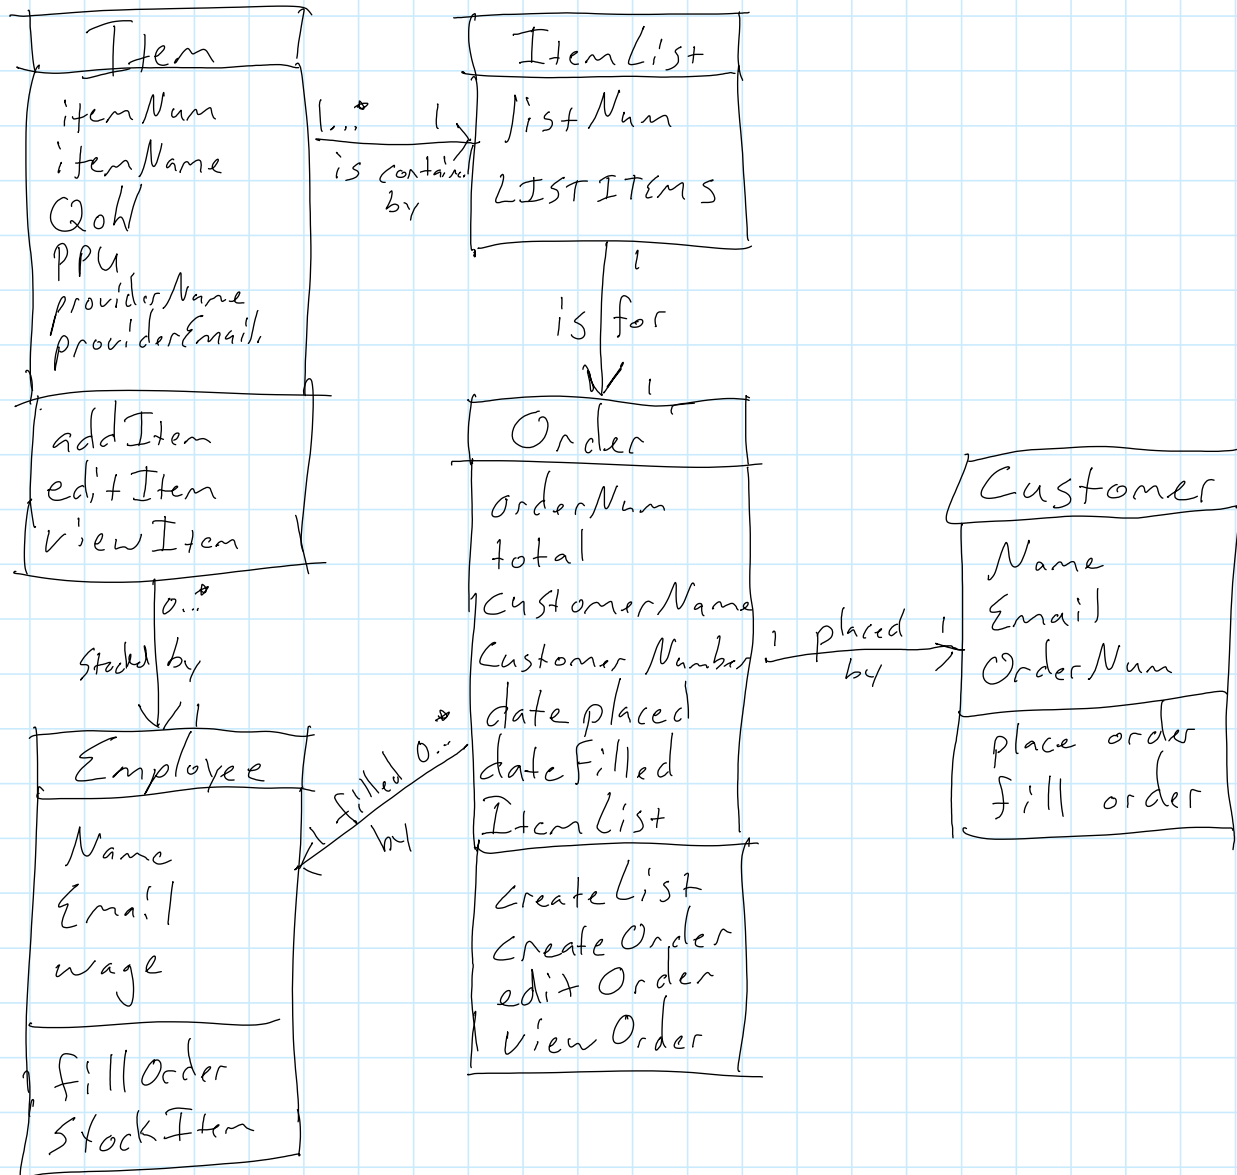 Item
itemNum
itemName
QoH
PPU
providerName
providerEmail
addItem
editItem
viewItem
1...* 1
is contained
by
ItemList
listNum
LISTITEMS
1
is for
1
Order
orderNum
total
CustomerName
Customer Number
date placed
date filled
ItemList
createList
create Order
edit Order
view Order
1 placed 1
by
Customer
Name
Email
OrderNum
place order
fill order
0...*
Stocked by
1
Employee
Name
Email
wage
fillOrder
stockItem
1 filled 0...*
by